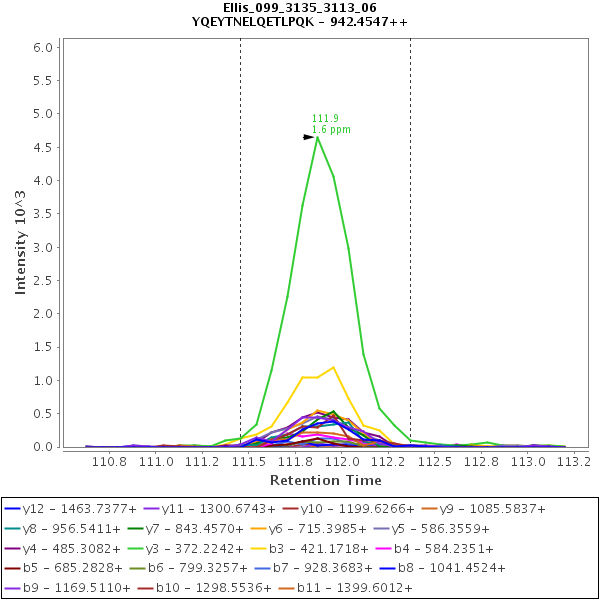 Ellis_099_3135_3113_06
YQEYTNELQETLPQK - 942.4547++
6.0
5.5
5.0
4.5
4.0
3.5
3.0
2.5
2.0
1.5
1.0
0.5
0.0
Intensity 10^3
111.9
1.6 ppm
110.8 111.0 111.2 111.5 111.8 112.0 112.2 112.5 112.8 113.0 113.2
Retention Time
y12 - 1463.7377+ y11 - 1300.6743+ y10 - 1199.6266+ y9 - 1085.5837+
y8 - 956.5411+ y7 - 843.4570+ y6 - 715.3985+ y5 - 586.3559+
y4 - 485.3082+ y3 - 372.2242+ b3 - 421.1718+ b4 - 584.2351+
b5 - 685.2828+ b6 - 799.3257+ b7 - 928.3683+ b8 - 1041.4524+
b9 - 1169.5110+ b10 - 1298.5536+ b11 - 1399.6012+